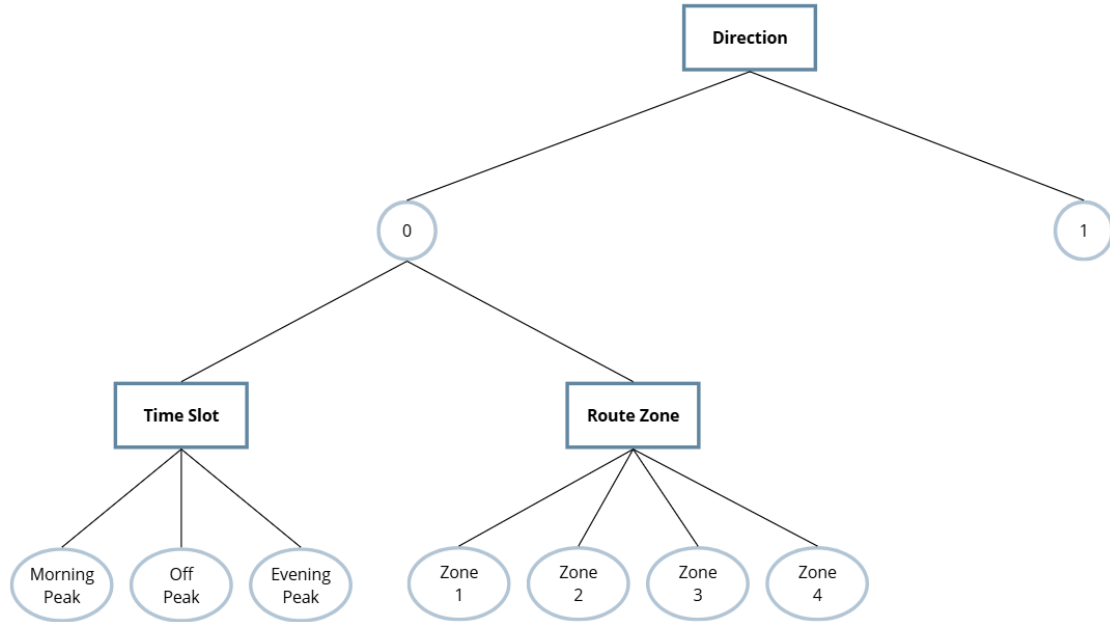 Direction
0
1
Time Slot
Route Zone
Morning
Peak
Off
Peak
Evening
Peak
Zone
1
Zone
2
Zone
3
Zone
4